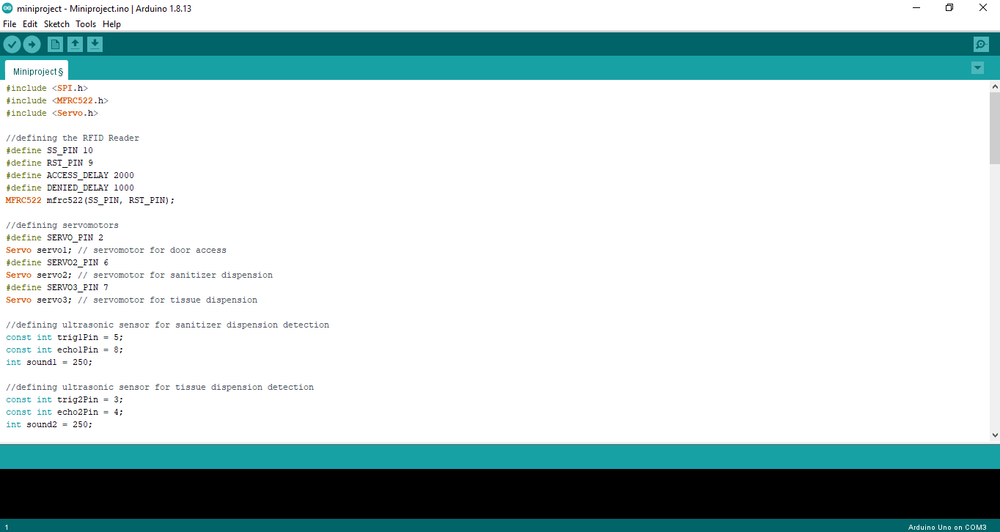 miniproject - Miniproject.ino | Arduino 1.8.13
File Edit Sketch Tools Help
Miniproject §
#include <SPI.h>
#include <MFRC522.h>
#include <Servo.h>
//defining the RFID Reader
#define SS_PIN 10
#define RST_PIN 9
#define ACCESS_DELAY 2000
#define DENIED_DELAY 1000
MFRC522 mfrc522(SS_PIN, RST_PIN);
//defining servomotors
#define SERVO_PIN 2
Servo servo1; // servomotor for door access
#define SERVO2_PIN 6
Servo servo2; // servomotor for sanitizer dispension
#define SERVO3_PIN 7
Servo servo3; // servomotor for tissue dispension
//defining ultrasonic sensor for sanitizer dispension detection
const int trig1Pin = 5;
const int echo1Pin = 8;
int sound1 = 250;
//defining ultrasonic sensor for tissue dispension detection
const int trig2Pin = 3;
const int echo2Pin = 4;
int sound2 = 250;
1
Arduino Uno on COM3